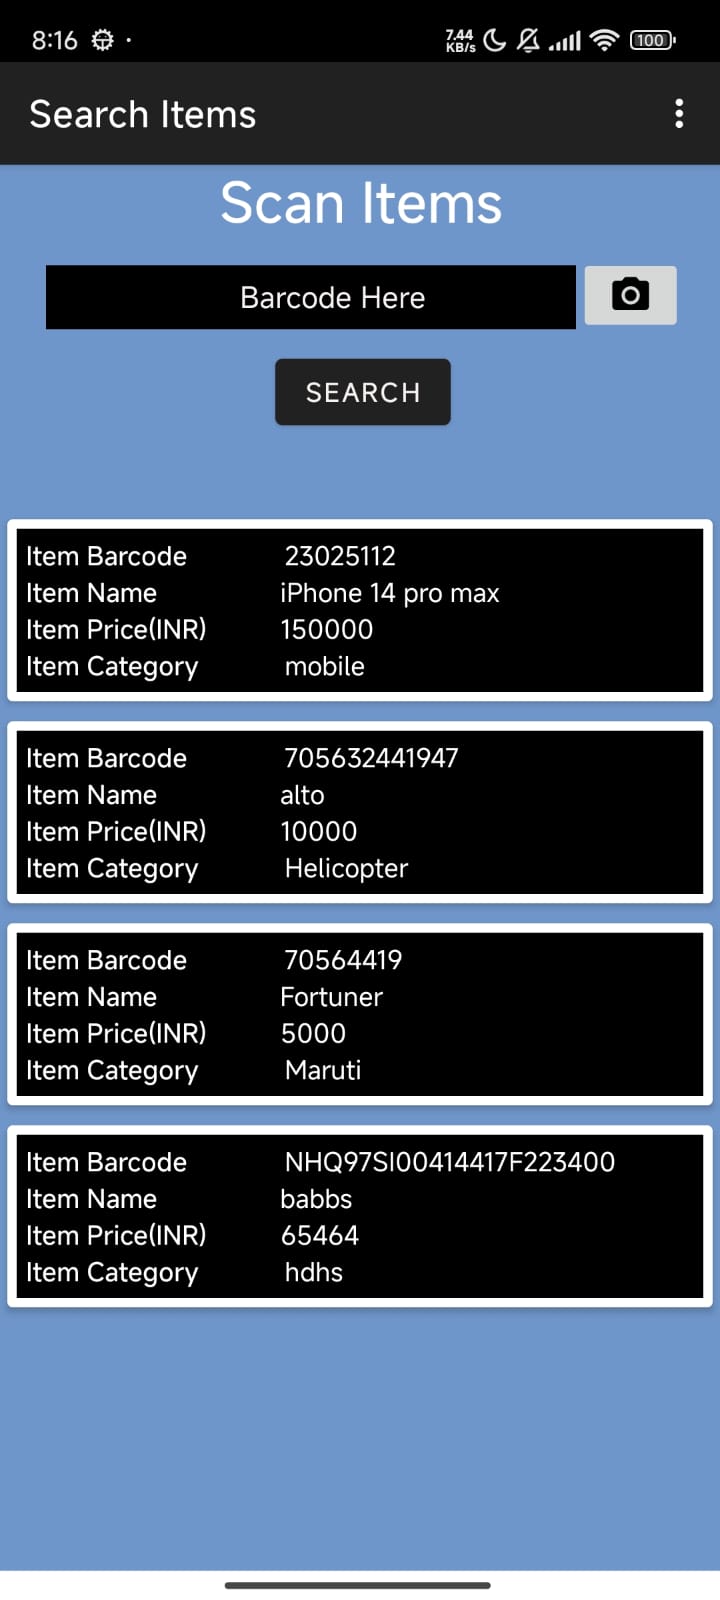 8:16 7.44 KB/s 100
Search Items
Scan Items
Barcode Here
SEARCH
Item Barcode 23025112
Item Name iPhone 14 pro max
Item Price(INR) 150000
Item Category mobile
Item Barcode 705632441947
Item Name alto
Item Price(INR) 10000
Item Category Helicopter
Item Barcode 70564419
Item Name Fortuner
Item Price(INR) 5000
Item Category Maruti
Item Barcode NHQ97SI00414417F223400
Item Name babbs
Item Price(INR) 65464
Item Category hdhs